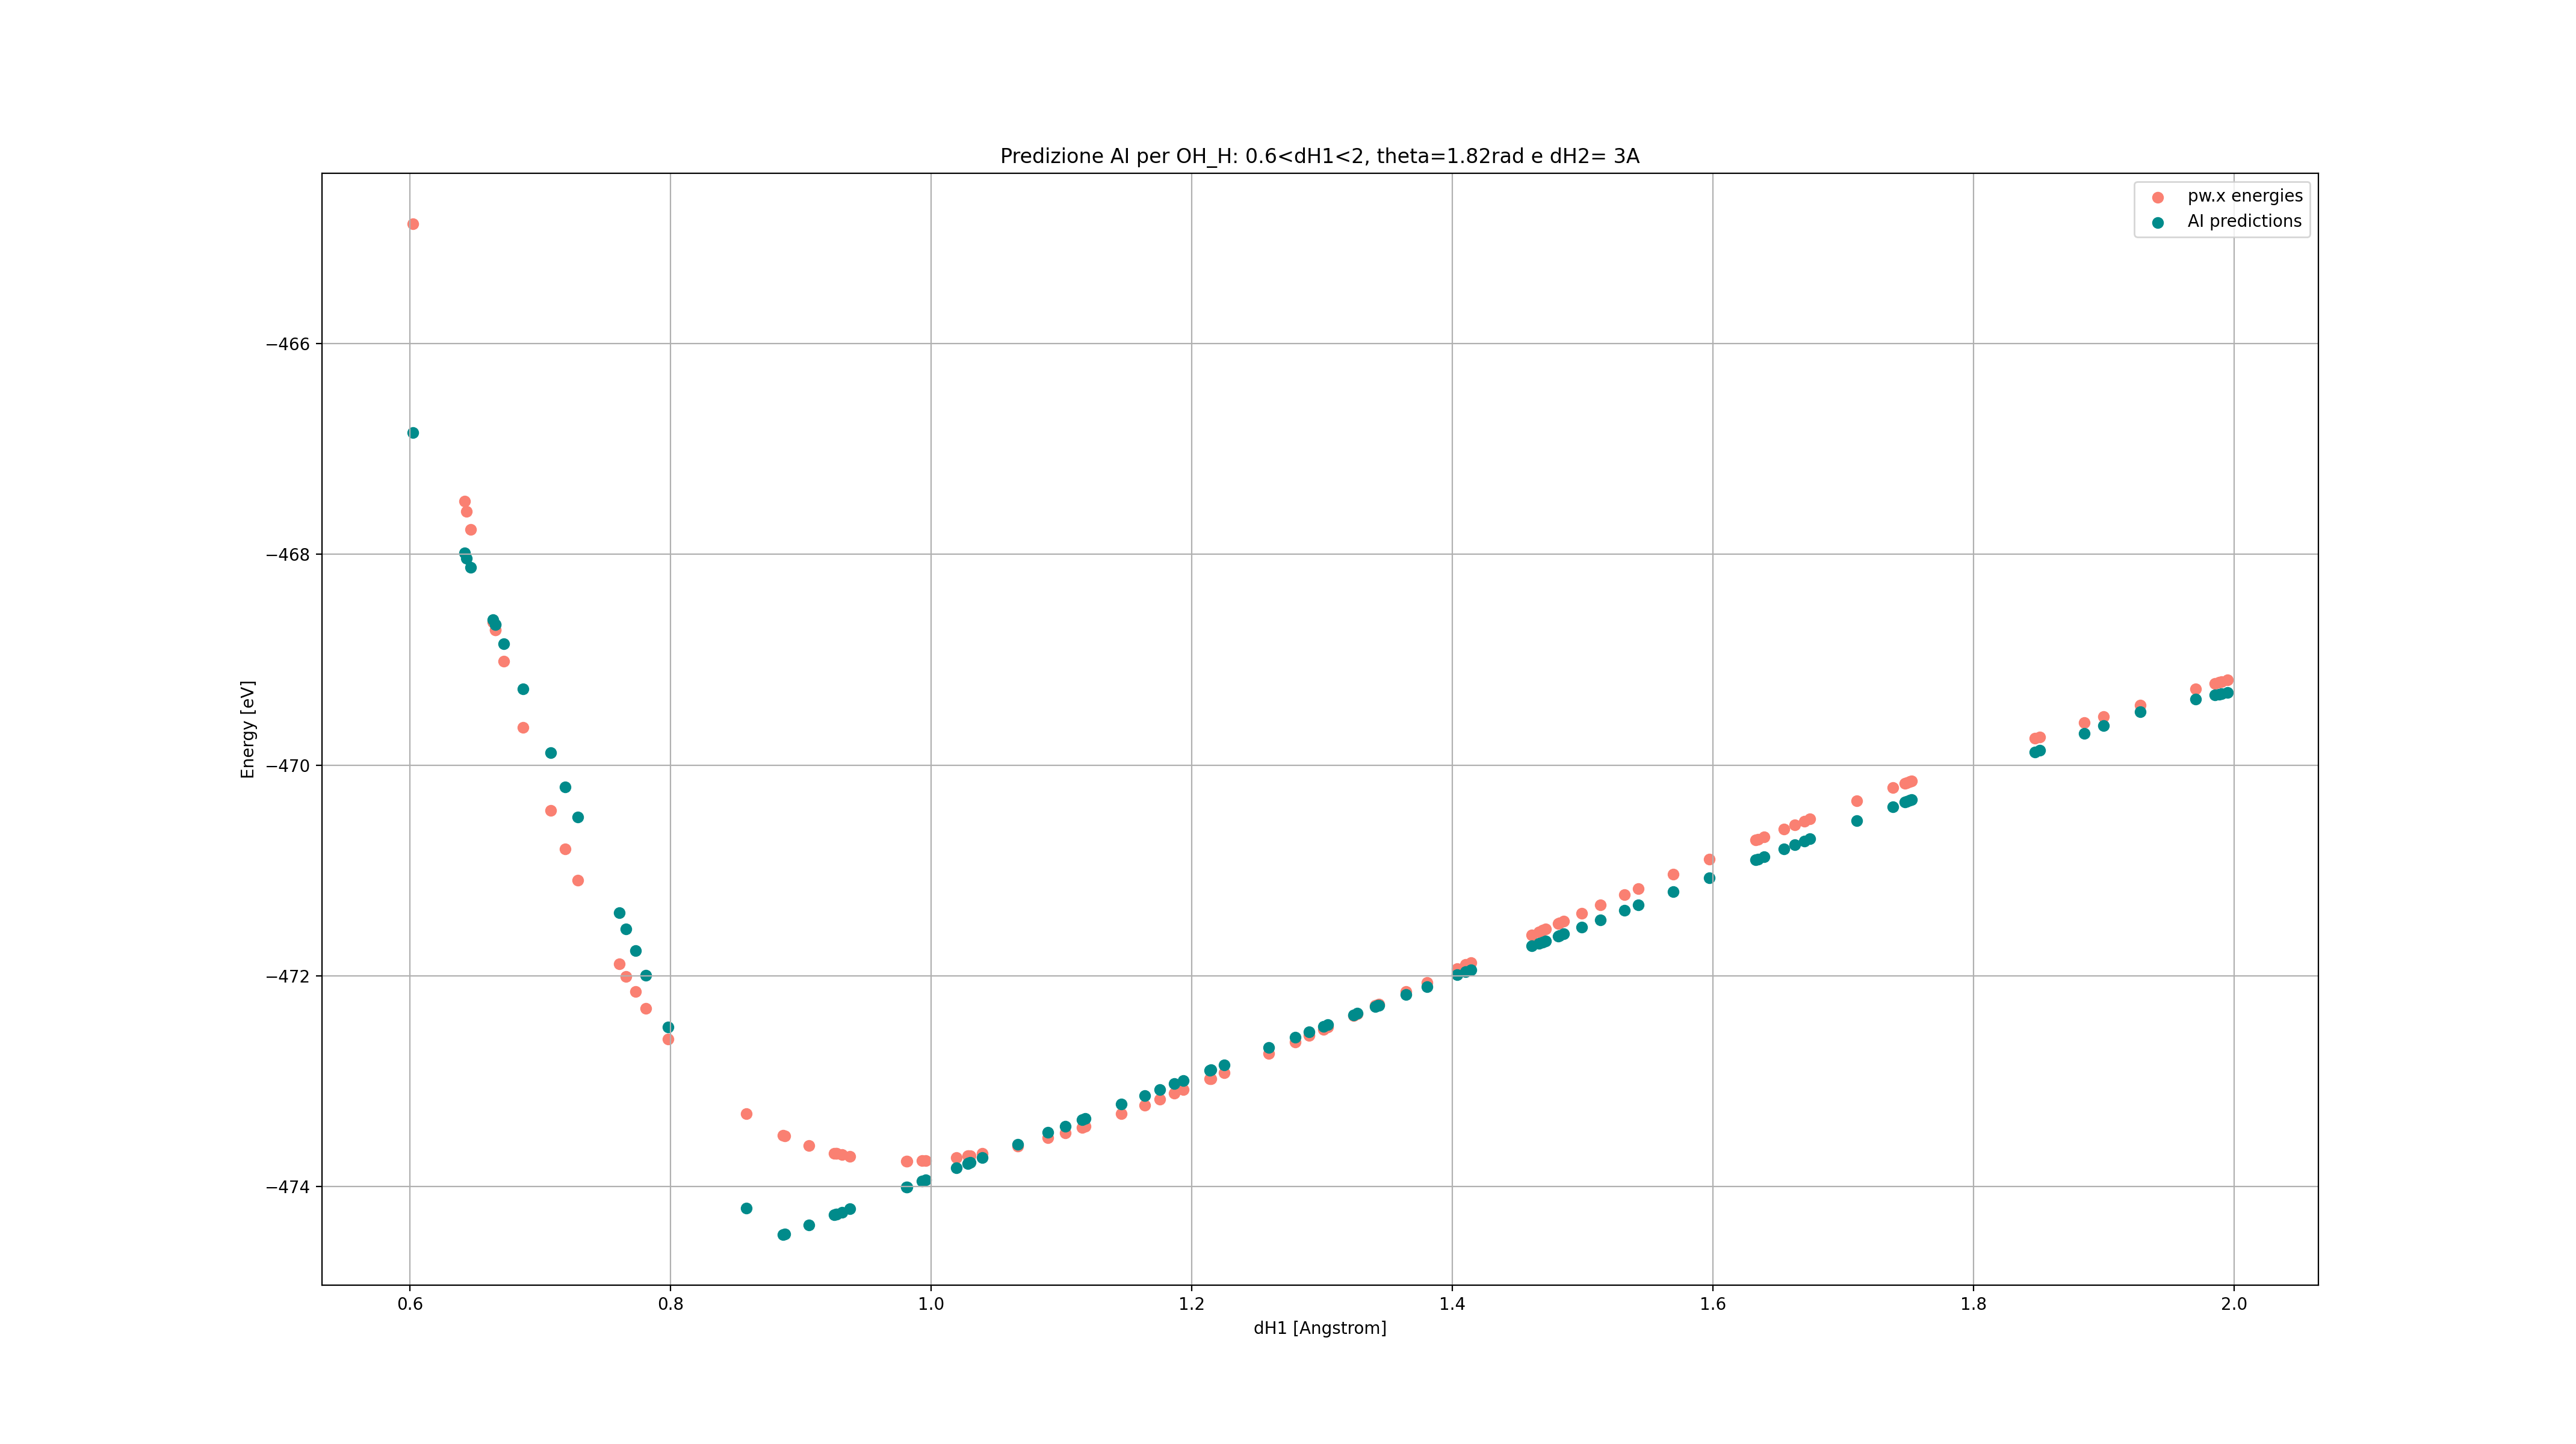 Predizione AI per OH_H: 0.6<dH1<2, theta=1.82rad e dH2= 3A
pw.x energies
AI predictions
Energy [eV]
−466
−468
−470
−472
−474
0.6 0.8 1.0 1.2 1.4 1.6 1.8 2.0
dH1 [Angstrom]